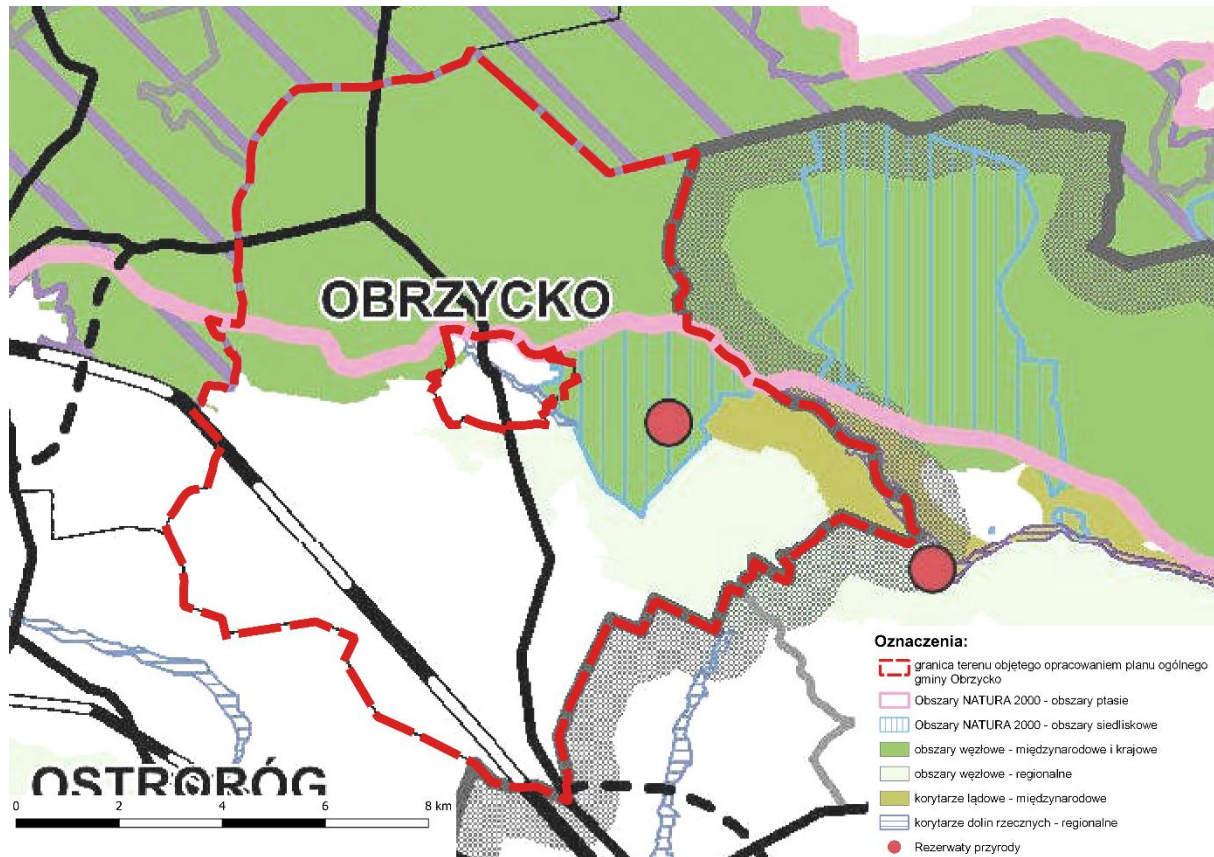 OBRZYCKO
OSTRORÓG
0 2 4 6 8 km
Oznaczenia:
granica terenu objętego opracowaniem planu ogólnego
gminy Obrzycko
Obszary NATURA 2000 - obszary ptasie
Obszary NATURA 2000 - obszary siedliskowe
obszary węzłowe - międzynarodowe i krajowe
obszary węzłowe - regionalne
korytarze lądowe - międzynarodowe
korytarze dolin rzecznych - regionalne
Rezerwaty przyrody